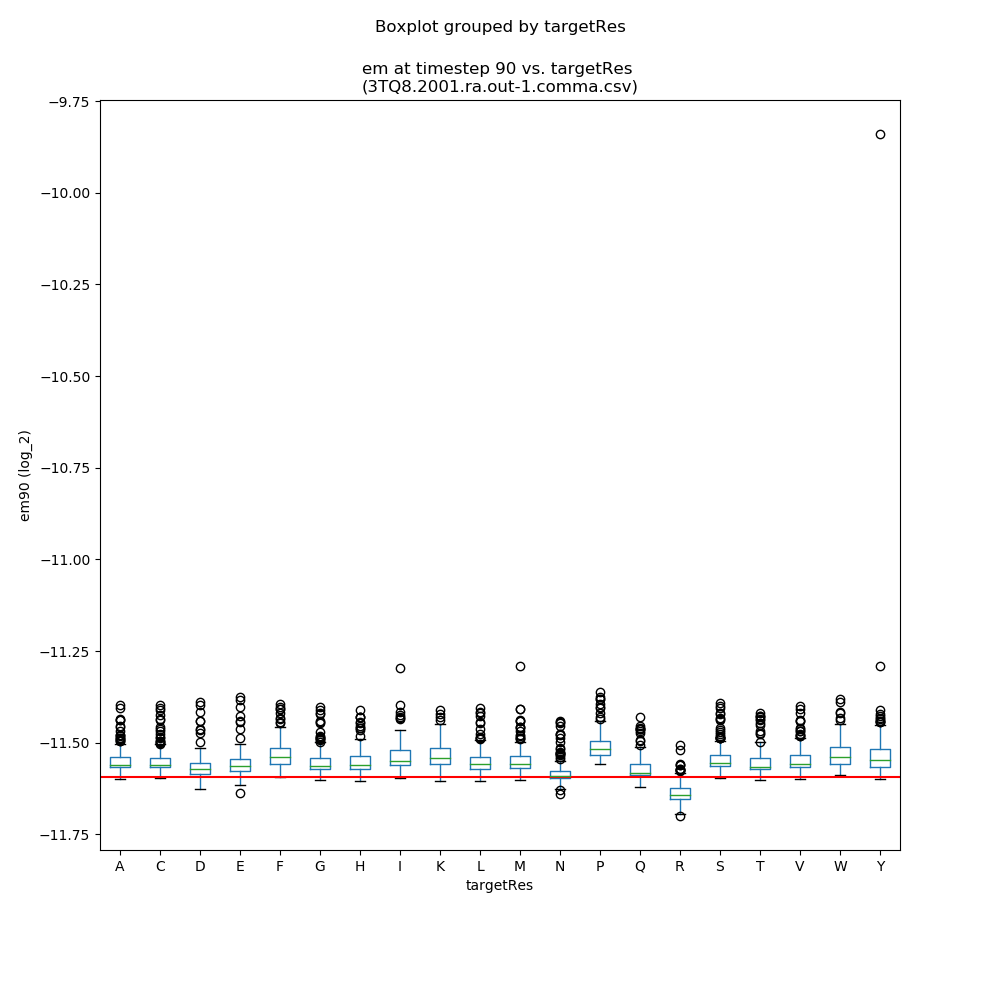 Boxplot grouped by targetRes
em at timestep 90 vs. targetRes
(3TQ8.2001.ra.out-1.comma.csv)
−9.75
−10.00
−10.25
−10.50
−10.75
−11.00
−11.25
−11.50
−11.75
em90 (log_2)
A C D E F G H I K L M N P Q R S T V W Y
targetRes